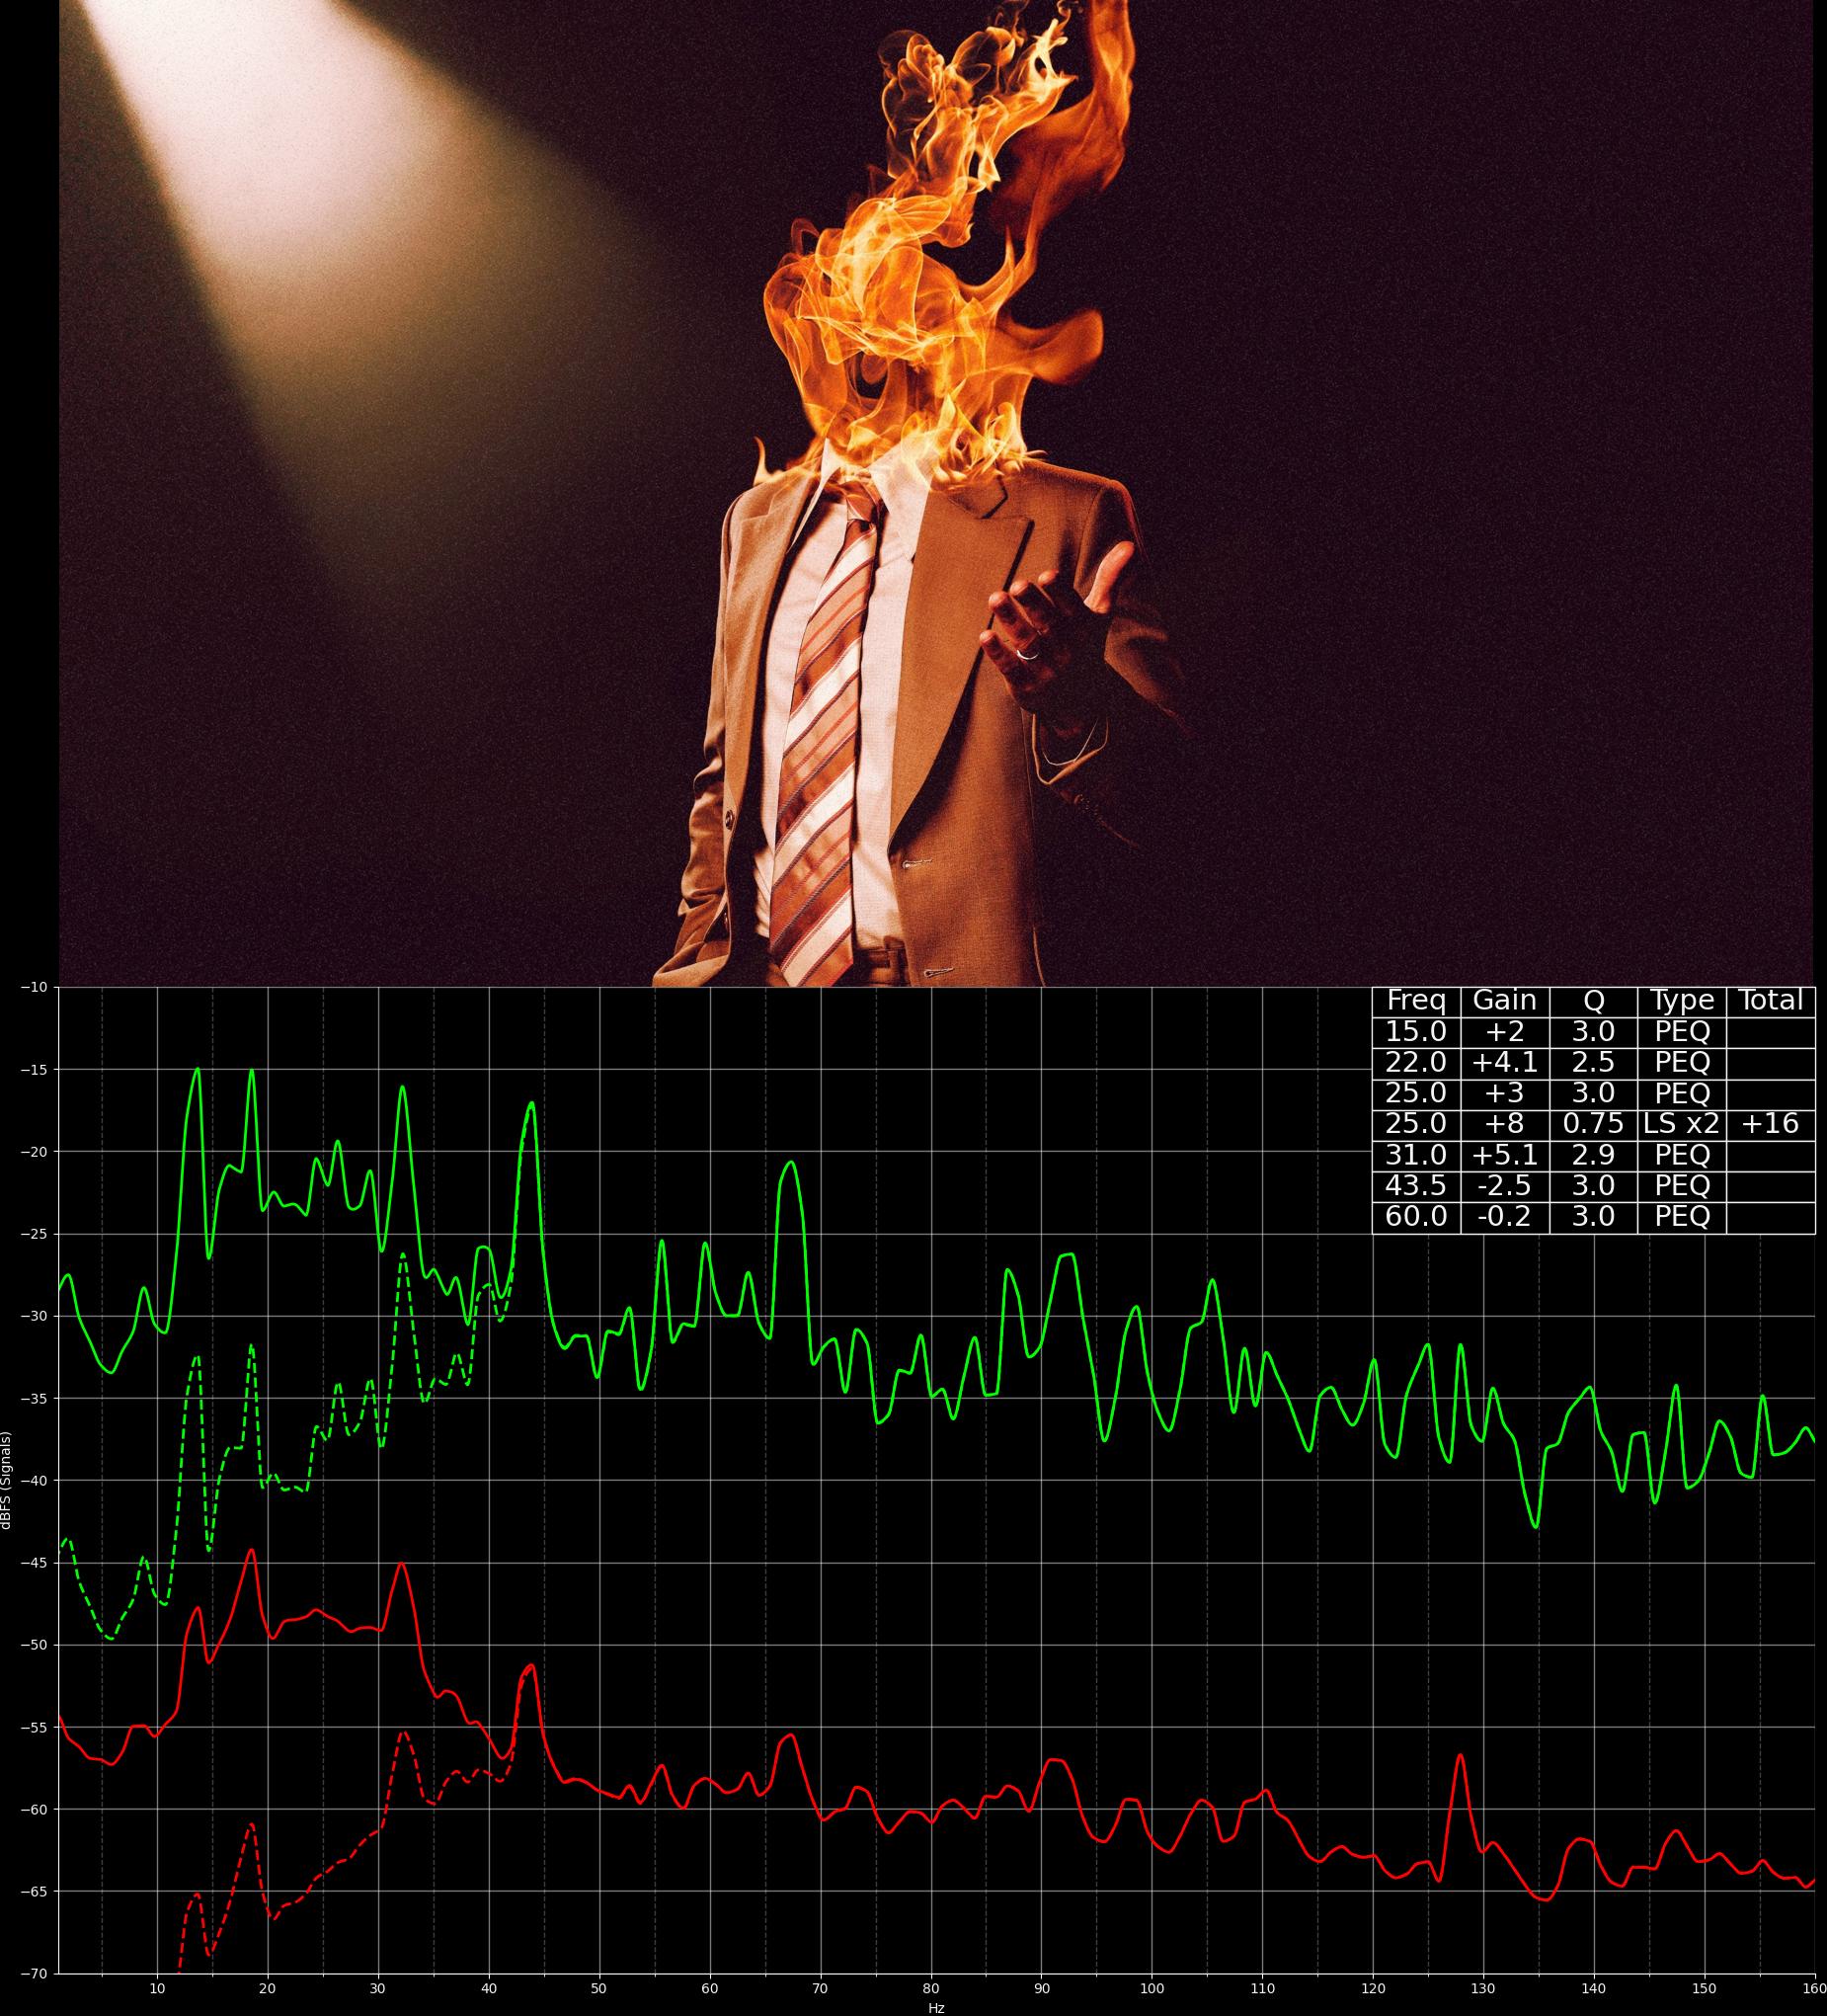 Freq Gain Q Type Total
15.0 +2 3.0 PEQ
22.0 +4.1 2.5 PEQ
25.0 +3 3.0 PEQ
25.0 +8 0.75 LS x2 +16
31.0 +5.1 2.9 PEQ
43.5 -2.5 3.0 PEQ
60.0 -0.2 3.0 PEQ
−10
−15
−20
−25
−30
−35
−40
−45
−50
−55
−60
−65
−70
dBFS (Signals)
10 20 30 40 50 60 70 80 90 100 110 120 130 140 150 160
Hz